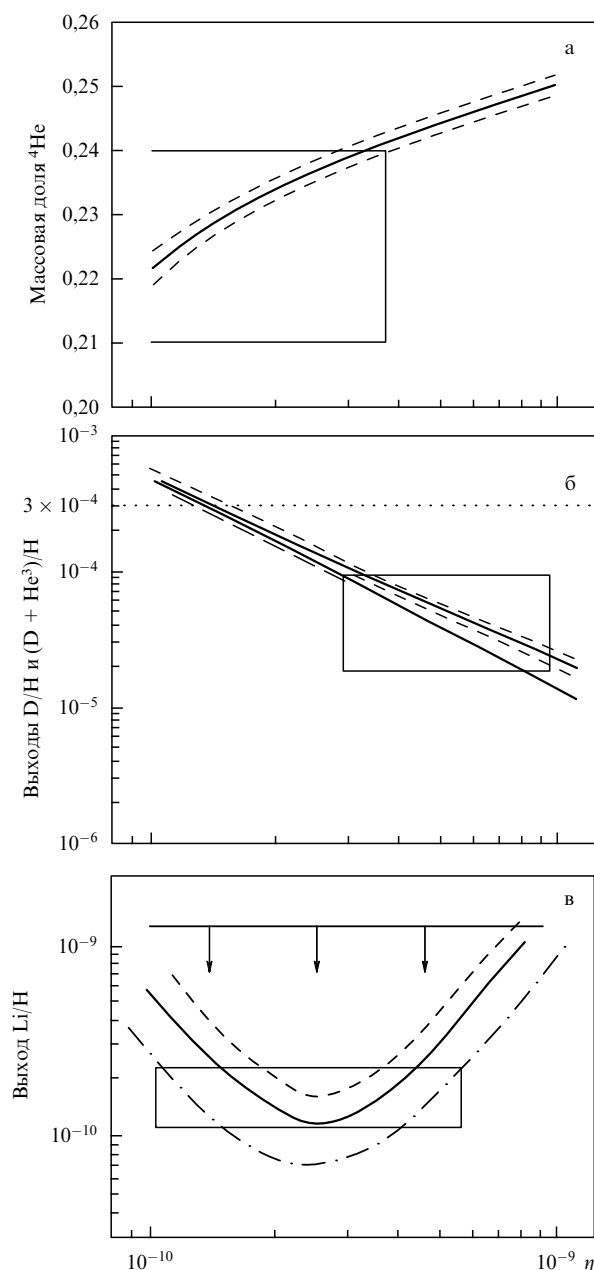 0,26
а
0,25
0,24
0,23
0,22
0,21
0,20
Массовая доля ⁴He
10⁻³
б
3 × 10⁻⁴
10⁻⁴
10⁻⁵
10⁻⁶
Выходы D/H и (D + He³)/H
в
10⁻⁹
10⁻¹⁰
Выход Li/H
10⁻¹⁰
10⁻⁹ η